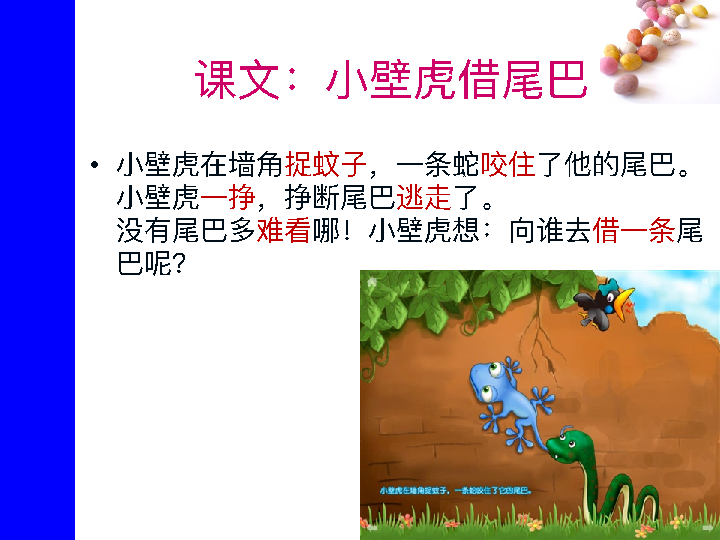 课文：小壁虎借尾巴
• 小壁虎在墙角捉蚊子，一条蛇咬住了他的尾巴。
小壁虎一挣，挣断尾巴逃走了。
没有尾巴多难看哪！小壁虎想：向谁去借一条尾
巴呢？
小壁虎在墙角捉蚊子，一条蛇咬住了它的尾巴。